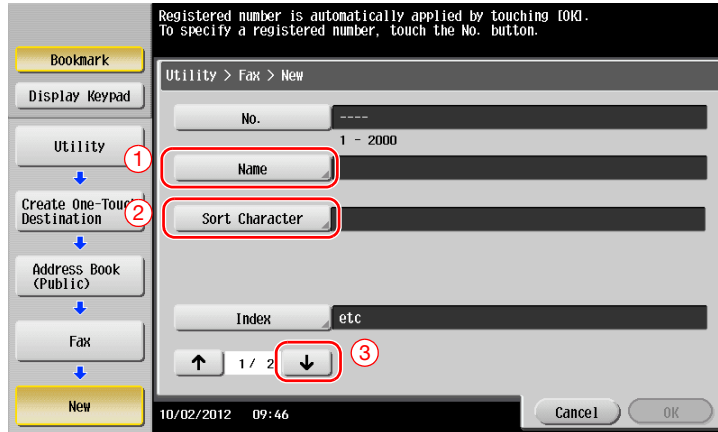 Registered number is automatically applied by touching [OK].
To specify a registered number, touch the No. button.
Bookmark
Display Keypad
Utility
Create One-Touch
Destination
Address Book
(Public)
Fax
New
Utility > Fax > New
No.
----
1 - 2000
1
Name
2
Sort Character
Index
etc
1/ 2
3
10/02/2012 09:46
Cancel
OK